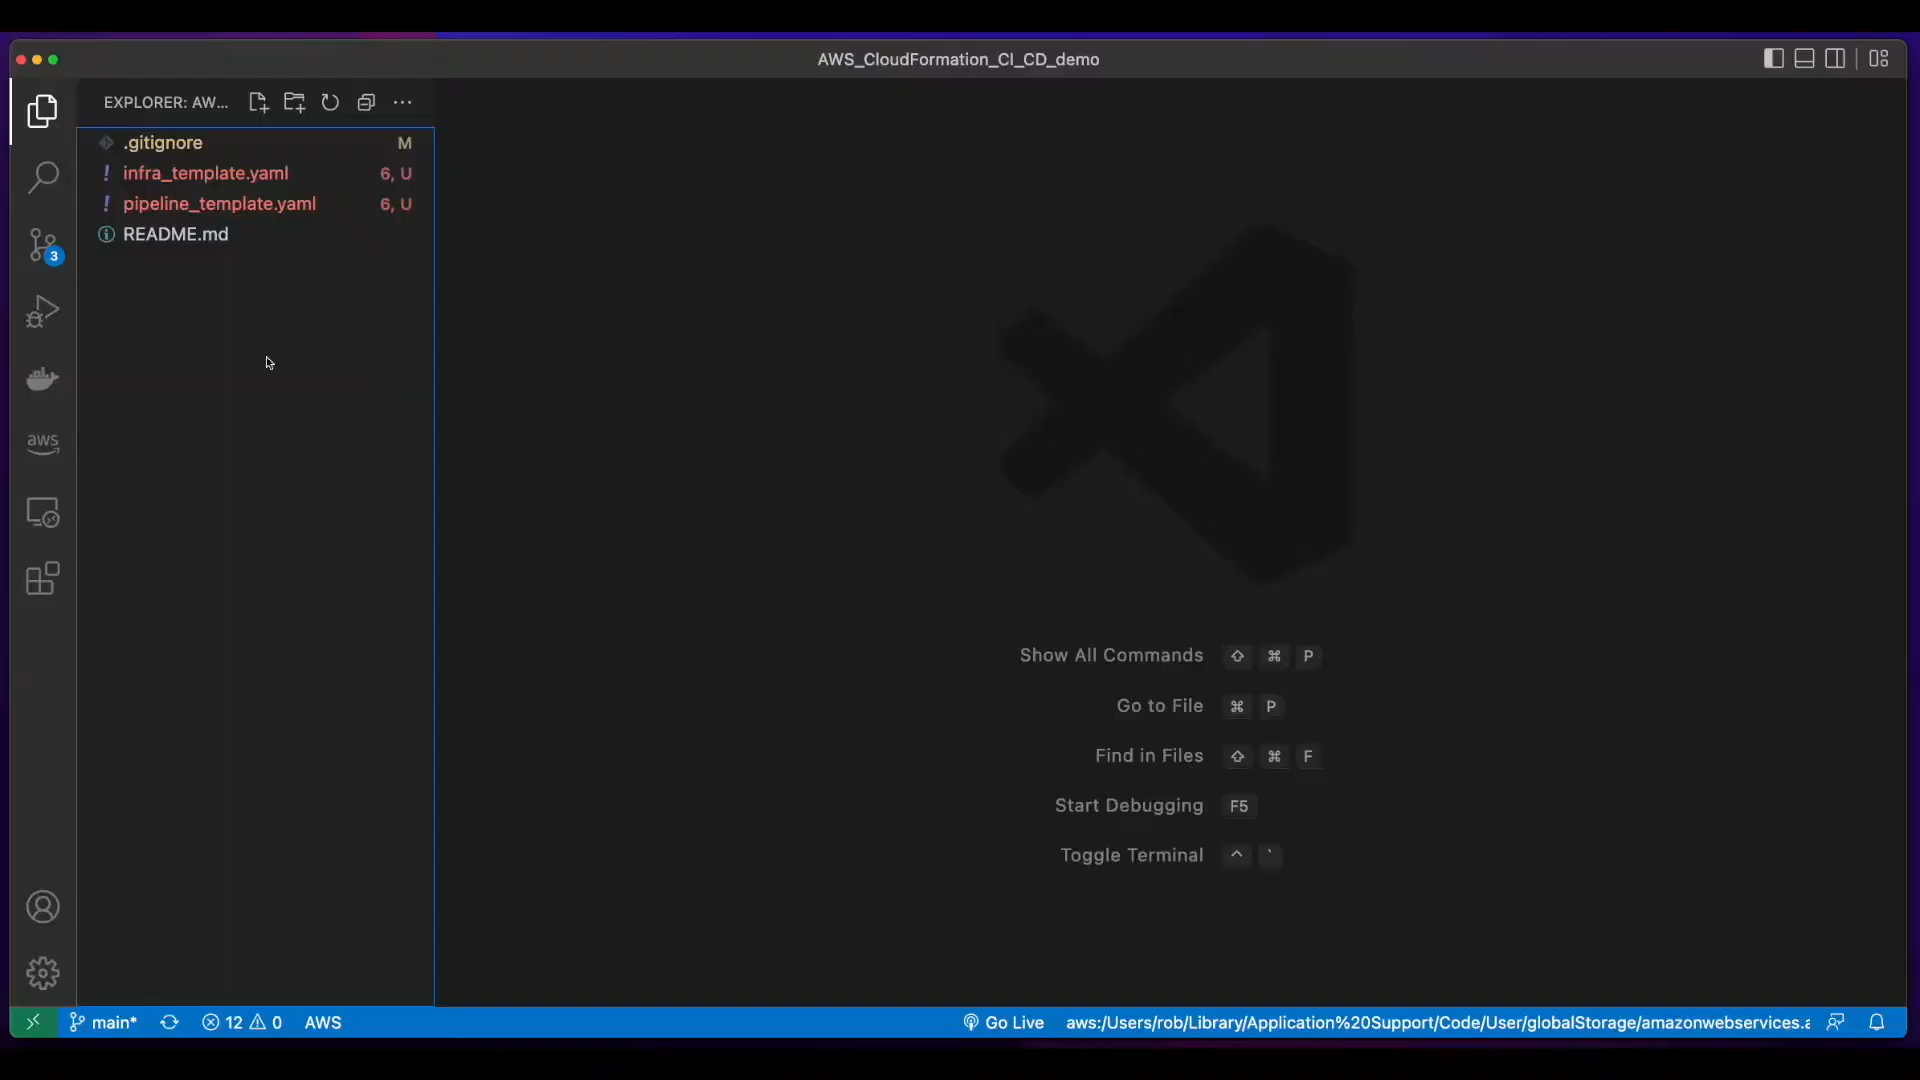 AWS_CloudFormation_CI_CD_demo
EXPLORER: AW...
.gitignore M
! infra_template.yaml 6, U
! pipeline_template.yaml 6, U
README.md
3
aws
Show All Commands ⇧ ⌘ P
Go to File ⌘ P
Find in Files ⇧ ⌘ F
Start Debugging F5
Toggle Terminal ^ `
main* 12 0 AWS Go Live aws:/Users/rob/Library/Application%20Support/Code/User/globalStorage/amazonwebservices.a